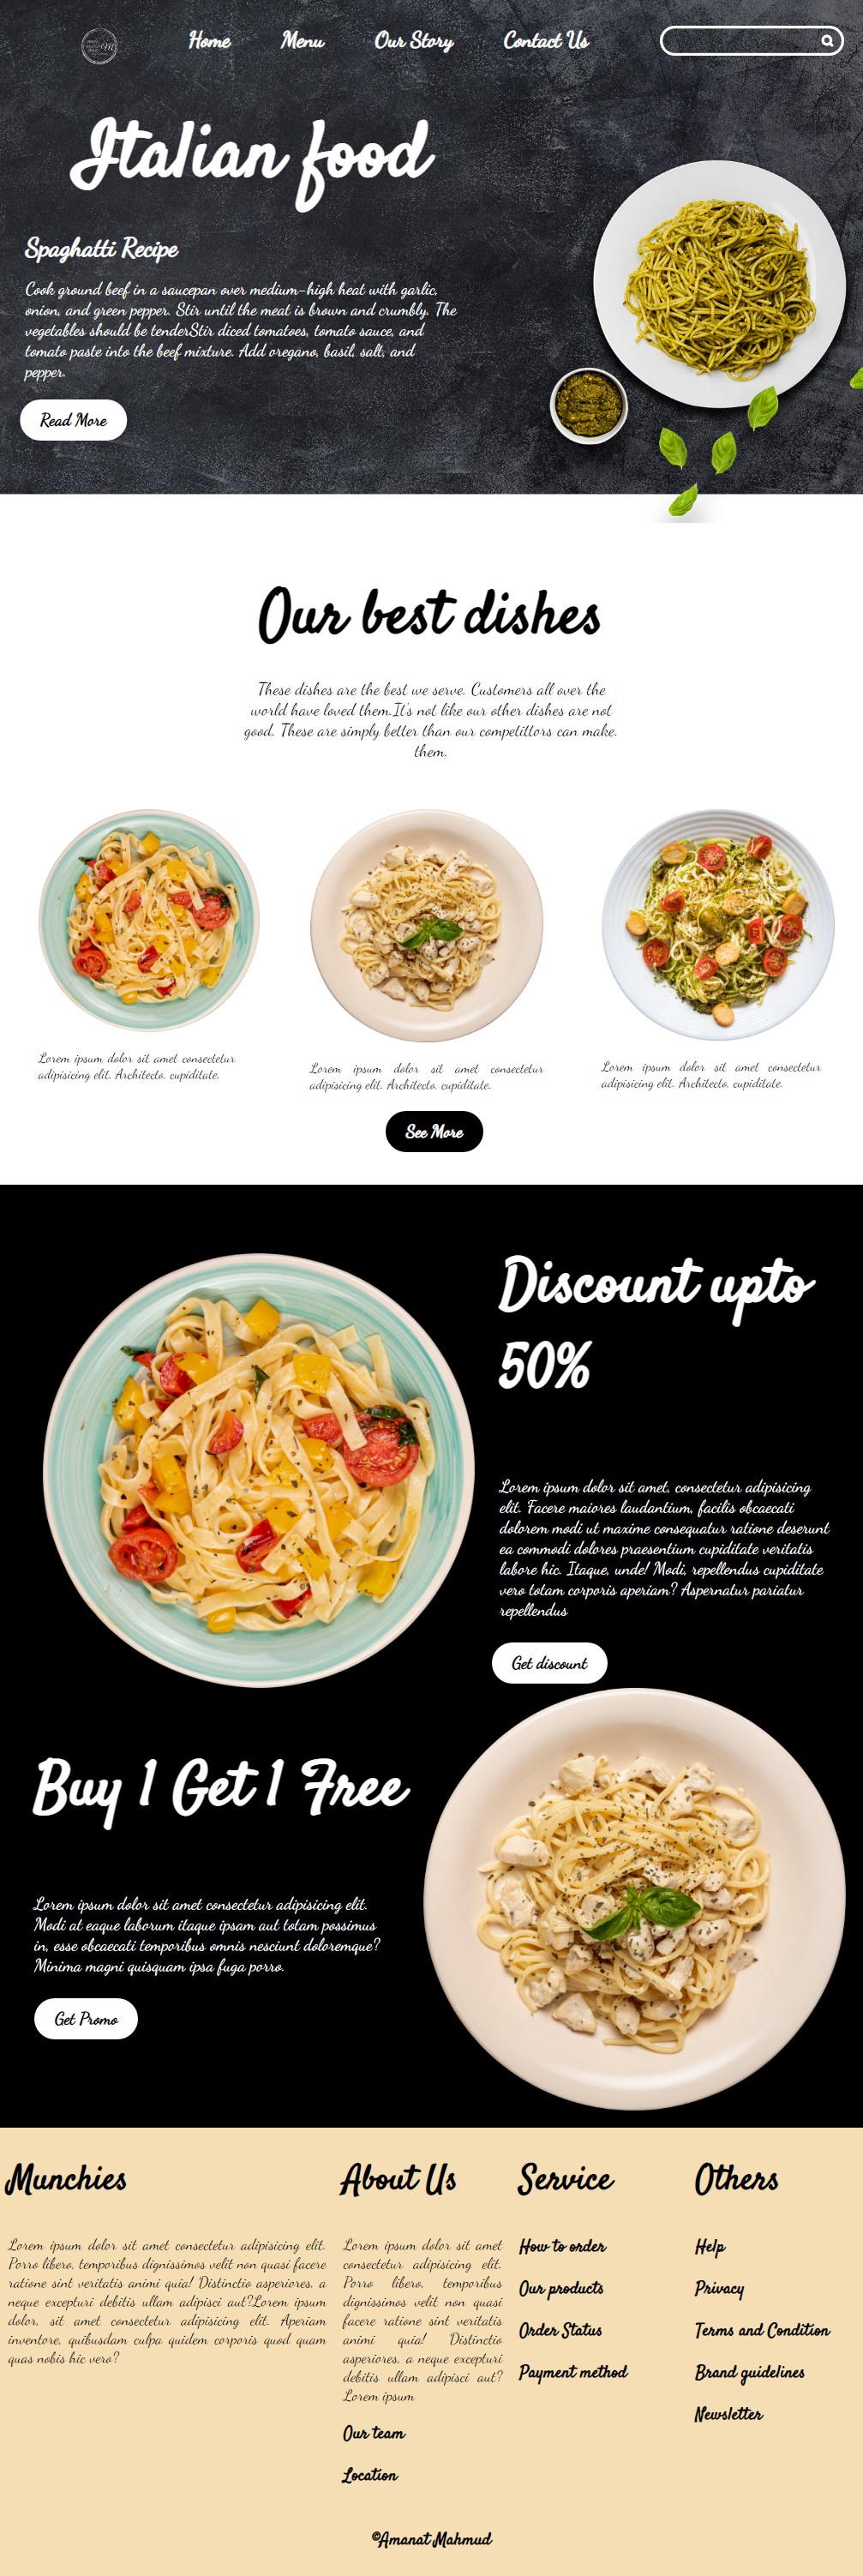 Home Menu Our Story Contact Us
Italian food
Spaghatti Recipe
Cook ground beef in a saucepan over medium-high heat with garlic,
onion, and green pepper. Stir until the meat is brown and crumbly. The
vegetables should be tenderStir diced tomatoes, tomato sauce, and
tomato paste into the beef mixture. Add oregano, basil, salt, and
pepper.
Read More
Our best dishes
These dishes are the best we serve. Customers all over the
world have loved them.It's not like our other dishes are not
good. These are simply better than our competittors can make.
them.
Lorem ipsum dolor sit amet consectetur
adipisicing elit. Architecto, cupiditate.
Lorem ipsum dolor sit amet consectetur
adipisicing elit. Architecto, cupiditate.
Lorem ipsum dolor sit amet consectetur
adipisicing elit. Architecto, cupiditate.
See More
Discount upto
50%
Lorem ipsum dolor sit amet, consectetur adipisicing
elit. Facere maiores laudantium, facilis obcaecati
dolorem modi ut maxime consequatur ratione deserunt
ea commodi dolores praesentium cupiditate veritatis
labore hic. Itaque, unde! Modi, repellendus cupiditate
vero totam corporis aperiam? Aspernatur pariatur
repellendus
Get discount
Buy 1 Get 1 Free
Lorem ipsum dolor sit amet consectetur adipisicing elit.
Modi at eaque laborum itaque ipsam aut totam possimus
in, esse obcaecati temporibus omnis nesciunt doloremque?
Minima magni quisquam ipsa fuga porro.
Get Promo
Munchies
Lorem ipsum dolor sit amet consectetur adipisicing elit.
Porro libero, temporibus dignissimos velit non quasi facere
ratione sint veritatis animi quia! Distinctio asperiores, a
neque excepturi debitis ullam adipisci aut?Lorem ipsum
dolor, sit amet consectetur adipisicing elit. Aperiam
inventore, quibusdam culpa quidem corporis quod quam
quas nobis hic vero?
About Us
Lorem ipsum dolor sit amet
consectetur adipisicing elit.
Porro libero, temporibus
dignissimos velit non quasi
facere ratione sint veritatis
animi quia! Distinctio
asperiores, a neque excepturi
debitis ullam adipisci aut?
Lorem ipsum
Our team
Location
Service
How to order
Our products
Order Status
Payment method
Others
Help
Privacy
Terms and Condition
Brand guidelines
Newsletter
©Amanat Mahmud